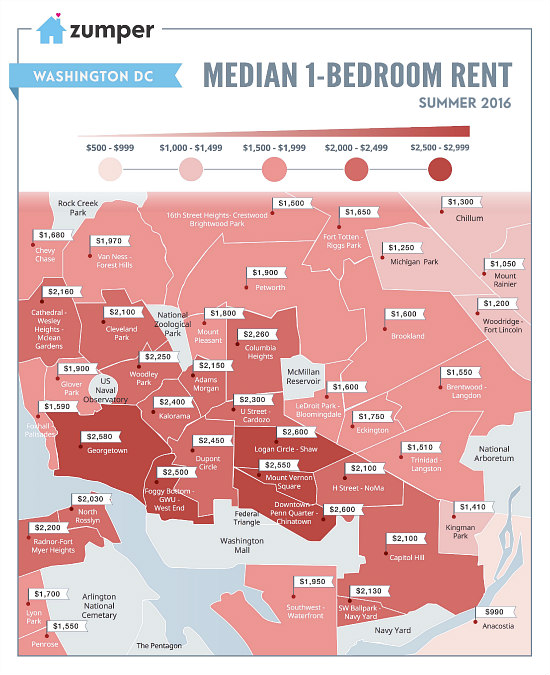 zumper
WASHINGTON DC
MEDIAN 1-BEDROOM RENT
SUMMER 2016
$500 - $999
$1,000 - $1,499
$1,500 - $1,999
$2,000 - $2,499
$2,500 - $2,999
Rock Creek
Park
$1,500
16th Street Heights- Crestwood
Brightwood Park
$1,650
Fort Totten -
Riggs Park
$1,300
Chillum
$1,680
Chevy
Chase
$1,970
Van Ness -
Forest Hills
$1,250
Michigan Park
$1,050
Mount
Rainier
$1,900
Petworth
$2,160
Cathedral -
Wesley
Heights -
Mclean
Gardens
$2,100
Cleveland
Park
National
Zoological
Park
$1,800
Mount
Pleasant
$2,260
Columbia
Heights
$1,600
Brookland
$1,200
Woodridge -
Fort Lincoln
$2,250
Woodley
Park
$2,150
Adams
Morgan
McMillan
Reservoir
$1,900
Glover
Park
US
Naval
Observatory
$1,600
LeDroit Park -
Bloomingdale
$1,550
Brentwood -
Langdon
$1,590
Foxhall -
Palisades
$2,400
Kalorama
$2,300
U Street -
Cardozo
$1,750
Eckington
$2,580
Georgetown
$2,450
Dupont
Circle
$2,600
Logan Circle - Shaw
$1,510
Trinidad -
Langston
National
Arboretum
$2,500
Foggy Bottom -
GWU -
West End
$2,550
Mount Vernon
Square
$2,100
H Street - NoMa
$2,030
North
Rosslyn
Federal
Triangle
Downtown-
Penn Quarter -
Chinatown
$2,600
$1,410
Kingman
Park
$2,200
Radnor-Fort
Myer Heights
Washington
Mall
$2,100
Capitol Hill
$1,700
Lyon
Park
Arlington
National
Cemetery
$1,950
Southwest -
Waterfront
$2,130
SW Ballpark -
Navy Yard
$990
Anacostia
$1,550
Penrose
The Pentagon
Navy Yard